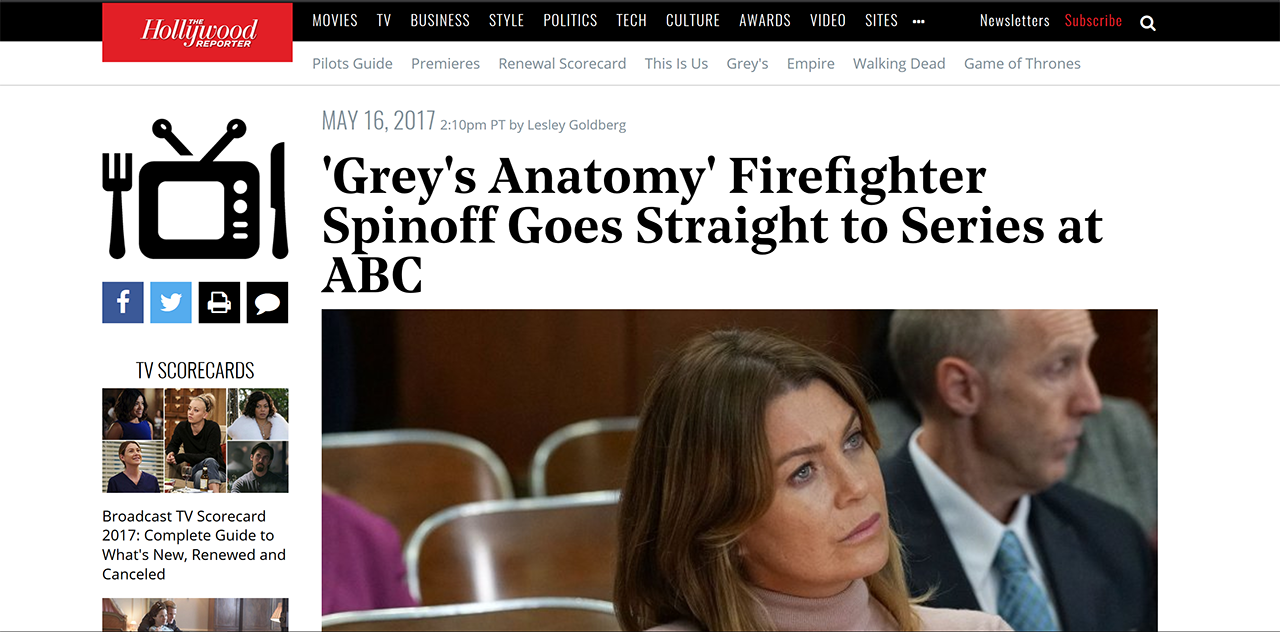 THE
Hollywood
REPORTER
MOVIES TV BUSINESS STYLE POLITICS TECH CULTURE AWARDS VIDEO SITES ••• Newsletters Subscribe
Pilots Guide Premieres Renewal Scorecard This Is Us Grey's Empire Walking Dead Game of Thrones
MAY 16, 2017 2:10pm PT by Lesley Goldberg
'Grey's Anatomy' Firefighter
Spinoff Goes Straight to Series at
ABC
TV SCORECARDS
Broadcast TV Scorecard
2017: Complete Guide to
What's New, Renewed and
Canceled